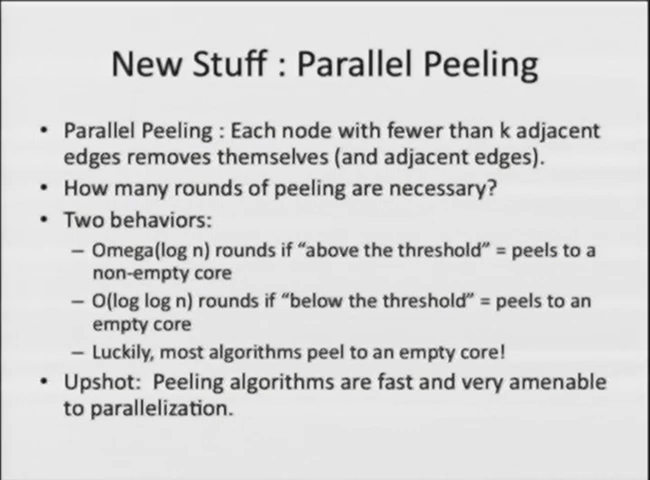 New Stuff : Parallel Peeling
• Parallel Peeling : Each node with fewer than k adjacent
edges removes themselves (and adjacent edges).
• How many rounds of peeling are necessary?
• Two behaviors:
– Omega(log n) rounds if “above the threshold” = peels to a
non-empty core
– O(log log n) rounds if “below the threshold” = peels to an
empty core
– Luckily, most algorithms peel to an empty core!
• Upshot: Peeling algorithms are fast and very amenable
to parallelization.